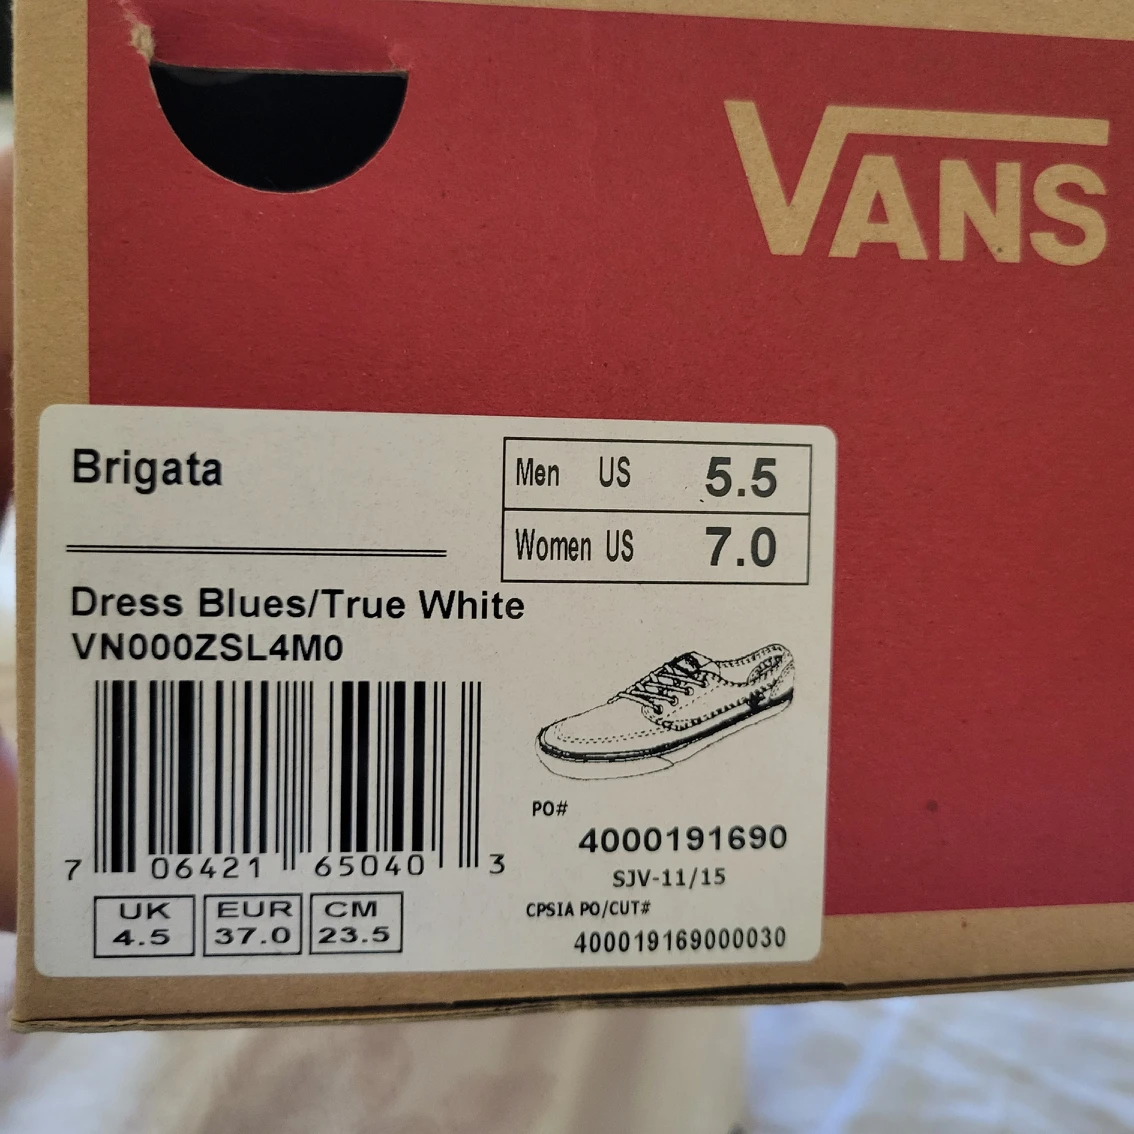 VANS
Brigata
Men US 5.5
Women US 7.0
Dress Blues/True White
VN000ZSL4M0
7 06421 65040 3
PO#
4000191690
SJV-11/15
CPSIA PO/CUT#
400019169000030
UK EUR CM
4.5 37.0 23.5